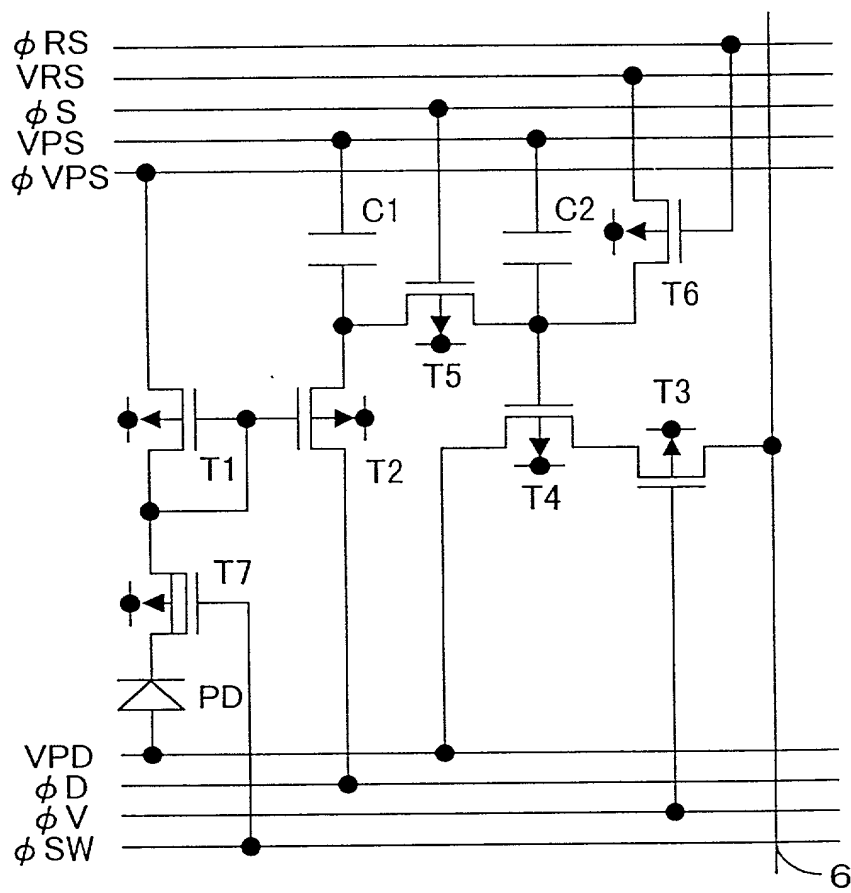 φRS
VRS
φS
VPS
φVPS
C1
C2
T6
T5
T3
T1
T2
T4
T7
PD
VPD
φD
φV
φSW
6